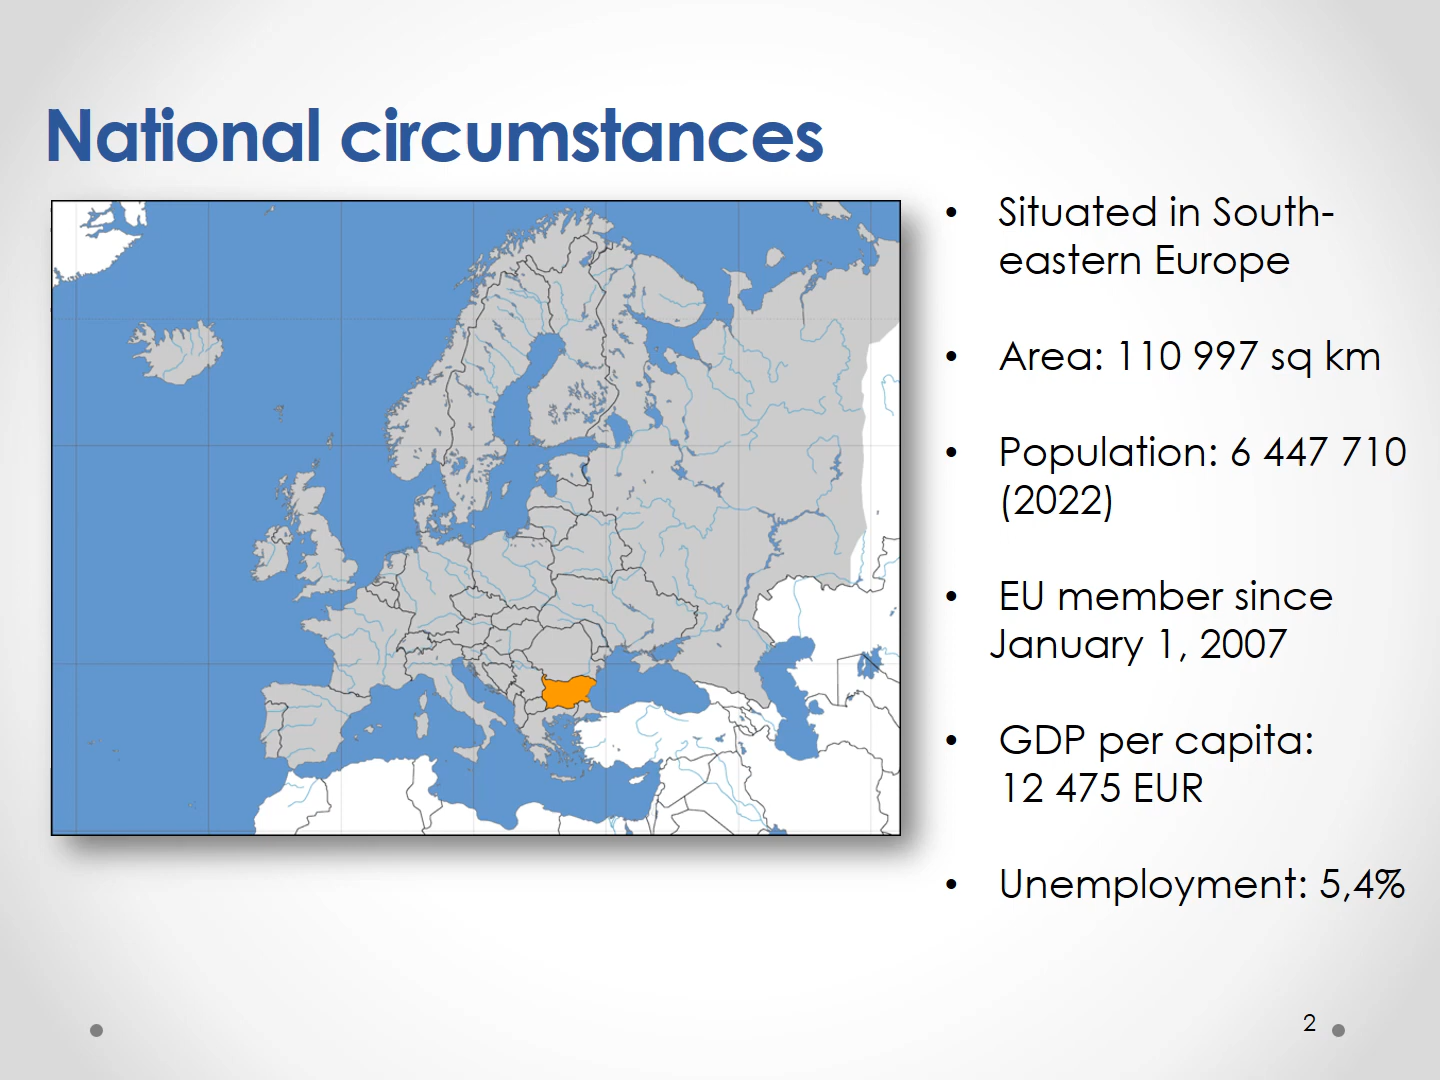 National circumstances
• Situated in South-
eastern Europe
• Area: 110 997 sq km
• Population: 6 447 710
(2022)
• EU member since
January 1, 2007
• GDP per capita:
12 475 EUR
• Unemployment: 5,4%
2